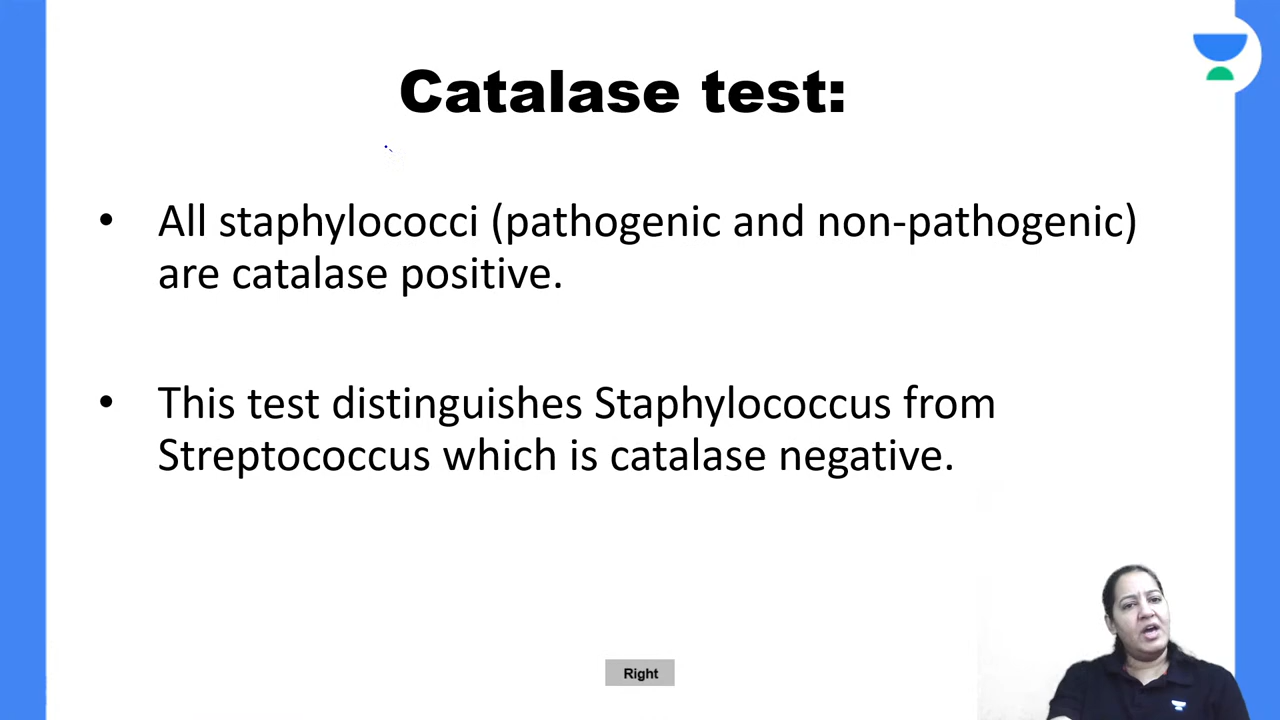 Catalase test:
• All staphylococci (pathogenic and non-pathogenic)
are catalase positive.
• This test distinguishes Staphylococcus from
Streptococcus which is catalase negative.
Right